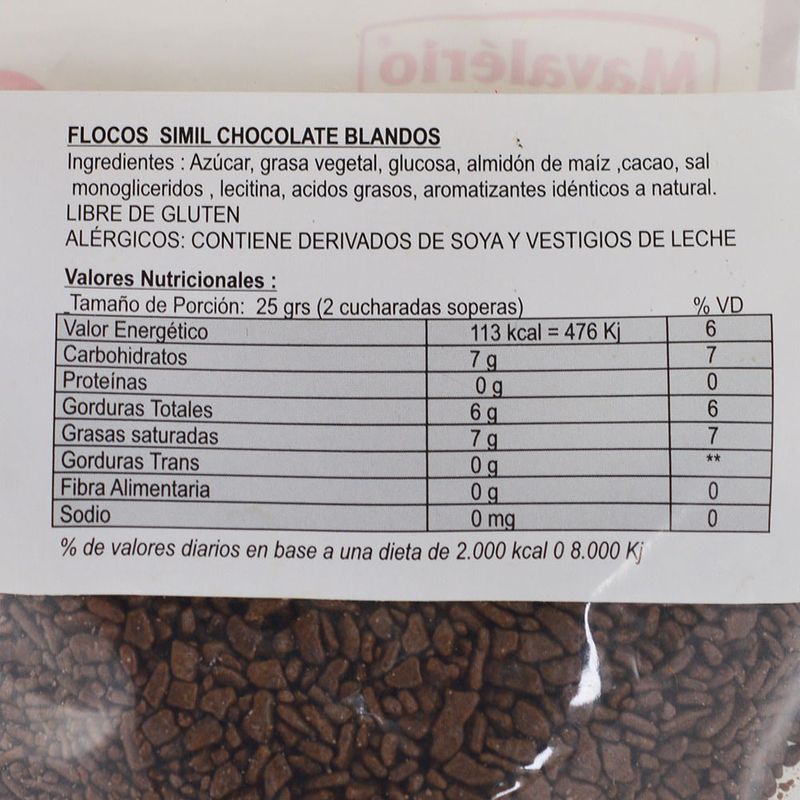 Mavalério
FLOCOS SIMIL CHOCOLATE BLANDOS
Ingredientes : Azúcar, grasa vegetal, glucosa, almidón de maíz ,cacao, sal
monogliceridos , lecitina, acidos grasos, aromatizantes idénticos a natural.
LIBRE DE GLUTEN
ALÉRGICOS: CONTIENE DERIVADOS DE SOYA Y VESTIGIOS DE LECHE
Valores Nutricionales :
Tamaño de Porción: 25 grs (2 cucharadas soperas) % VD
Valor Energético 113 kcal = 476 Kj 6
Carbohidratos 7 g 7
Proteínas 0 g 0
Gorduras Totales 6 g 6
Grasas saturadas 7 g 7
Gorduras Trans 0 g **
Fibra Alimentaria 0 g 0
Sodio 0 mg 0
% de valores diarios en base a una dieta de 2.000 kcal 0 8.000 Kj